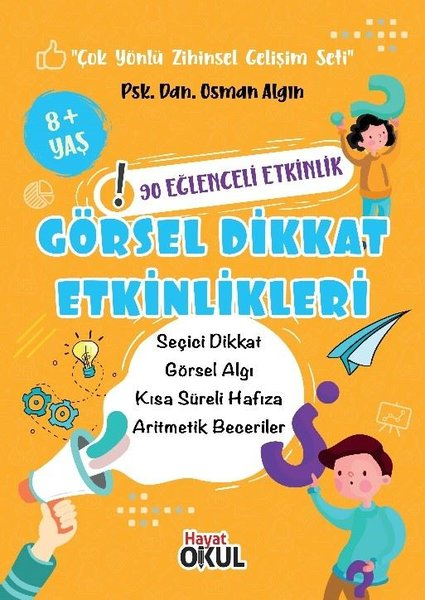 "Çok Yönlü Zihinsel Gelişim Seti"
Psk. Dan. Osman Algın
8+
YAŞ
! 90 EĞLENCELİ ETKİNLİK
GÖRSEL DİKKAT
ETKİNLİKLERİ
Seçici Dikkat
Görsel Algı
Kısa Süreli Hafıza
Aritmetik Beceriler
Hayat
OKUL